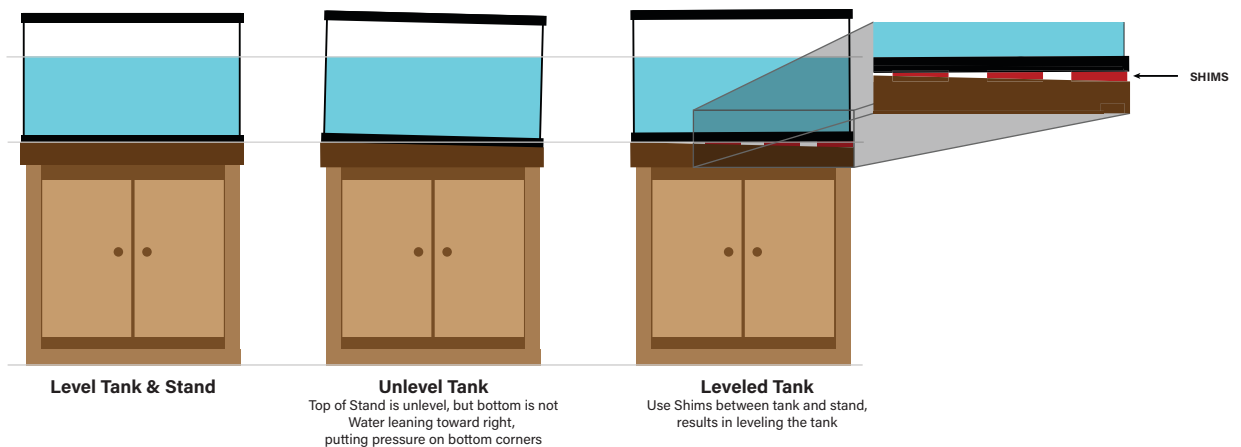 SHIMS
Level Tank & Stand
Unlevel Tank
Top of Stand is unlevel, but bottom is not
Water leaning toward right,
putting pressure on bottom corners
Leveled Tank
Use Shims between tank and stand,
results in leveling the tank